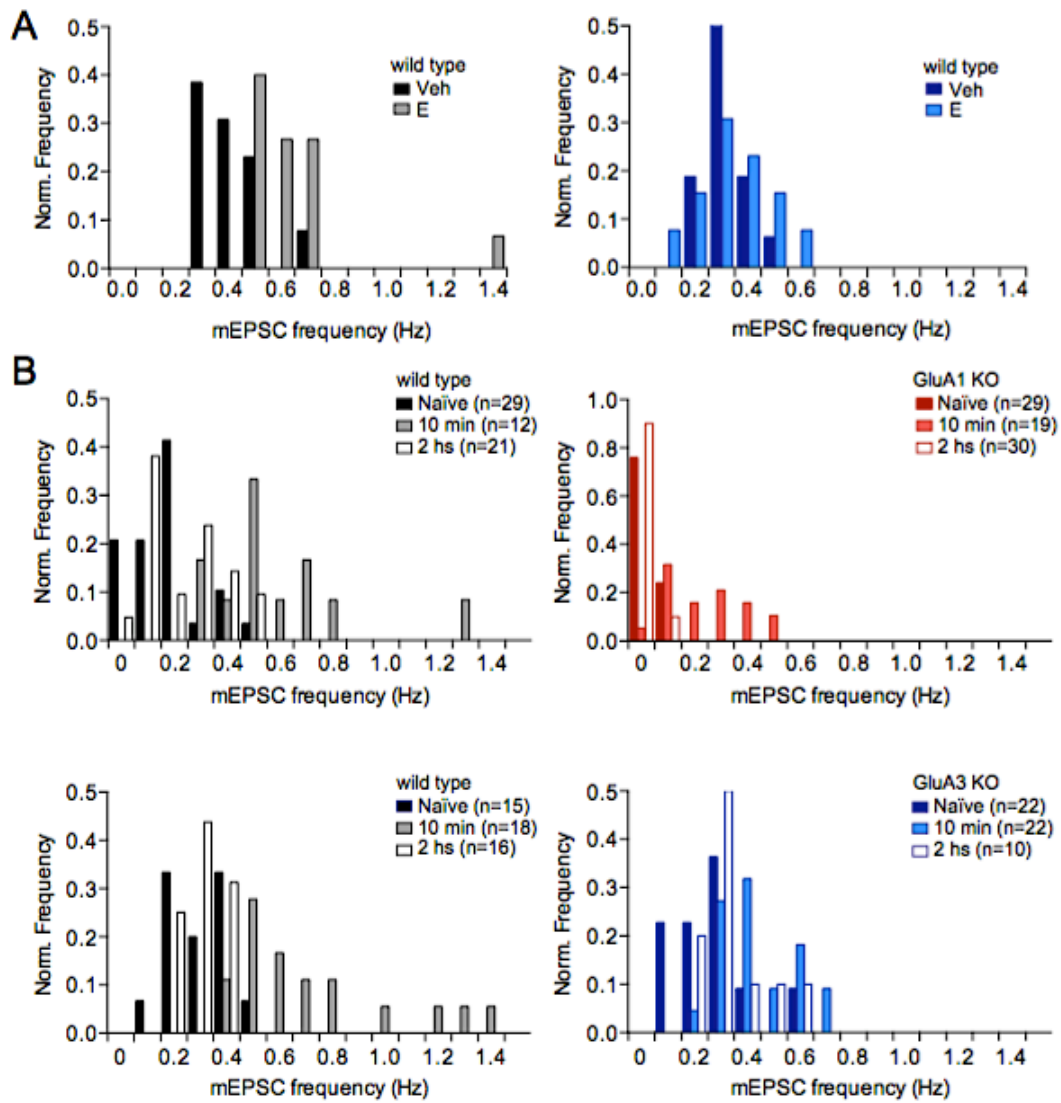 A
wild type
Veh
E
0.5
0.4
0.3
0.2
0.1
0.0
Norm. Frequency
0.0 0.2 0.4 0.6 0.8 1.0 1.2 1.4
mEPSC frequency (Hz)
wild type
Veh
E
0.5
0.4
0.3
0.2
0.1
0.0
Norm. Frequency
0.0 0.2 0.4 0.6 0.8 1.0 1.2 1.4
mEPSC frequency (Hz)
B
wild type
Naïve (n=29)
10 min (n=12)
2 hs (n=21)
0.5
0.4
0.3
0.2
0.1
0.0
Norm. Frequency
0 0.2 0.4 0.6 0.8 1.0 1.2 1.4
mEPSC frequency (Hz)
GluA1 KO
Naïve (n=29)
10 min (n=19)
2 hs (n=30)
1.0
0.8
0.6
0.4
0.2
0.0
Norm. Frequency
0 0.2 0.4 0.6 0.8 1.0 1.2 1.4
mEPSC frequency (Hz)
wild type
Naïve (n=15)
10 min (n=18)
2 hs (n=16)
0.5
0.4
0.3
0.2
0.1
0.0
Norm. Frequency
0 0.2 0.4 0.6 0.8 1.0 1.2 1.4
mEPSC frequency (Hz)
GluA3 KO
Naïve (n=22)
10 min (n=22)
2 hs (n=10)
0.5
0.4
0.3
0.2
0.1
0.0
Norm. Frequency
0 0.2 0.4 0.6 0.8 1.0 1.2 1.4
mEPSC frequency (Hz)